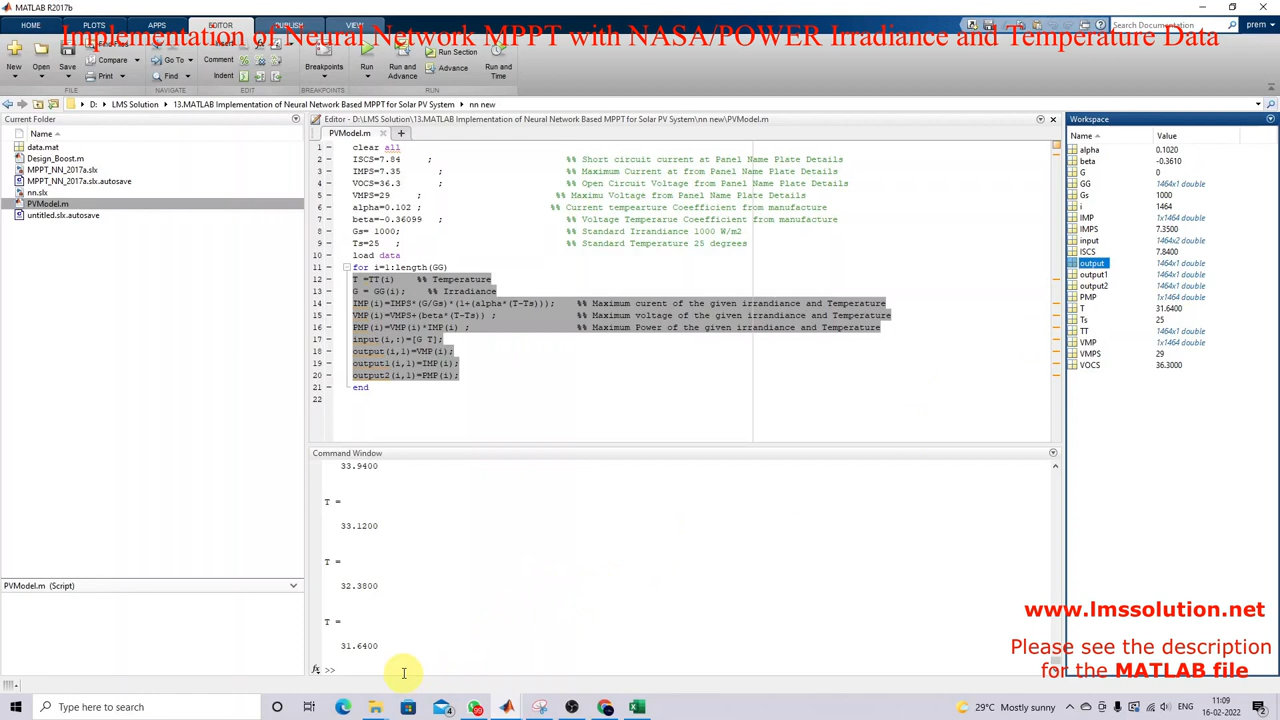 MATLAB R2017b
HOME PLOTS APPS EDITOR PUBLISH VIEW
Search Documentation prem
Implementation of Neural Network MPPT with NASA/POWER Irradiance and Temperature Data
New Open Save
Find Files
Compare
Print
Go To
Find
Insert
Comment
Indent
Breakpoints
Run
Run and Advance
Run Section
Advance
Run and Time
FILE NAVIGATE EDIT BREAKPOINTS RUN
D: LMS Solution 13.MATLAB Implementation of Neural Network Based MPPT for Solar PV System nn new
Current Folder
Name
data.mat
Design_Boost.m
MPPT_NN_2017a.slx
MPPT_NN_2017a.slx.autosave
nn.slx
PVModel.m
untitled.slx.autosave
PVModel.m (Script)
Editor - D:\LMS Solution\13.MATLAB Implementation of Neural Network Based MPPT for Solar PV System\nn new\PVModel.m
PVModel.m
1 clear all
2 ISCS=7.84 ; %% Short circuit current at Panel Name Plate Details
3 IMPS=7.35 ; %% Maximum Current at from Panel Name Plate Details
4 VOCS=36.3 ; %% Open Circuit Voltage from Panel Name Plate Details
5 VMPS=29 ; %% Maximu Voltage from Panel Name Plate Details
6 alpha=0.102 ; %% Current tempearture Coeefficient from manufacture
7 beta=-0.36099 ; %% Voltage Temperarue Coeefficient from manufacture
8 Gs= 1000; %% Standard Irrandiance 1000 W/m2
9 Ts=25 ; %% Standard Temperature 25 degrees
10 load data
11 for i=1:length(GG)
12 T =TT(i) %% Temperature
13 G = GG(i); %% Irradiance
14 IMP(i)=IMPS*(G/Gs)*(1+(alpha*(T-Ts))); %% Maximum curent of the given irrandiance and Temperature
15 VMP(i)=VMPS+(beta*(T-Ts)) ; %% Maximum voltage of the given irrandiance and Temperature
16 PMP(i)=VMP(i)*IMP(i) ; %% Maximum Power of the given irrandiance and Temperature
17 input(i,:)=[G T];
18 output(i,1)=VMP(i);
19 output1(i,1)=IMP(i);
20 output2(i,1)=PMP(i);
21 end
22
Command Window
33.9400
T =
33.1200
T =
32.3800
T =
31.6400
fx >>
Workspace
Name Value
alpha 0.1020
beta -0.3610
G 0
GG 1464x1 double
Gs 1000
i 1464
IMP 1x1464 double
IMPS 7.3500
input 1464x2 double
ISCS 7.8400
output 1464x1 double
output1 1464x1 double
output2 1464x1 double
PMP 1x1464 double
T 31.6400
Ts 25
TT 1464x1 double
VMP 1x1464 double
VMPS 29
VOCS 36.3000
www.lmssolution.net
Please see the description
for the MATLAB file
Type here to search
29°C Mostly sunny
ENG
11:09
16-02-2022